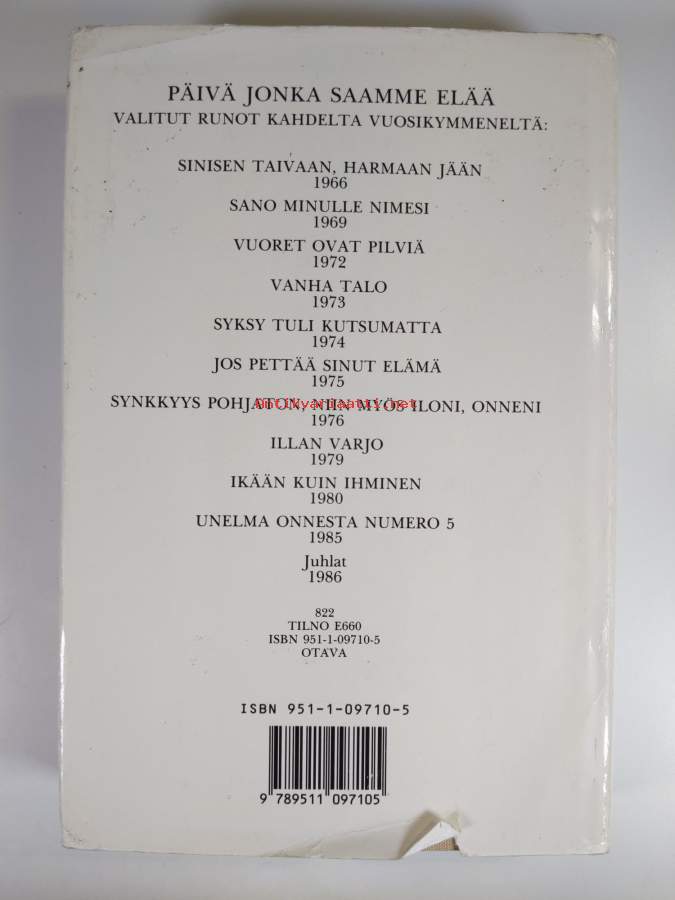 PÄIVÄ JONKA SAAMME ELÄÄ
VALITUT RUNOT KAHDELTA VUOSIKYMMENELTÄ:
SINISEN TAIVAAN, HARMAAN JÄÄN
1966
SANO MINULLE NIMESI
1969
VUORET OVAT PILVIÄ
1972
VANHA TALO
1973
SYKSY TULI KUTSUMATTA
1974
JOS PETTÄÄ SINUT ELÄMÄ
1975
SYNKKYYS POHJATON, NIIN MYÖS ILONI, ONNENI
Antikvariaatti.net
1976
ILLAN VARJO
1979
IKÄÄN KUIN IHMINEN
1980
UNELMA ONNESTA NUMERO 5
1985
Juhlat
1986
822
TILNO E660
ISBN 951-1-09710-5
OTAVA
ISBN 951-1-09710-5
9 789511 097105